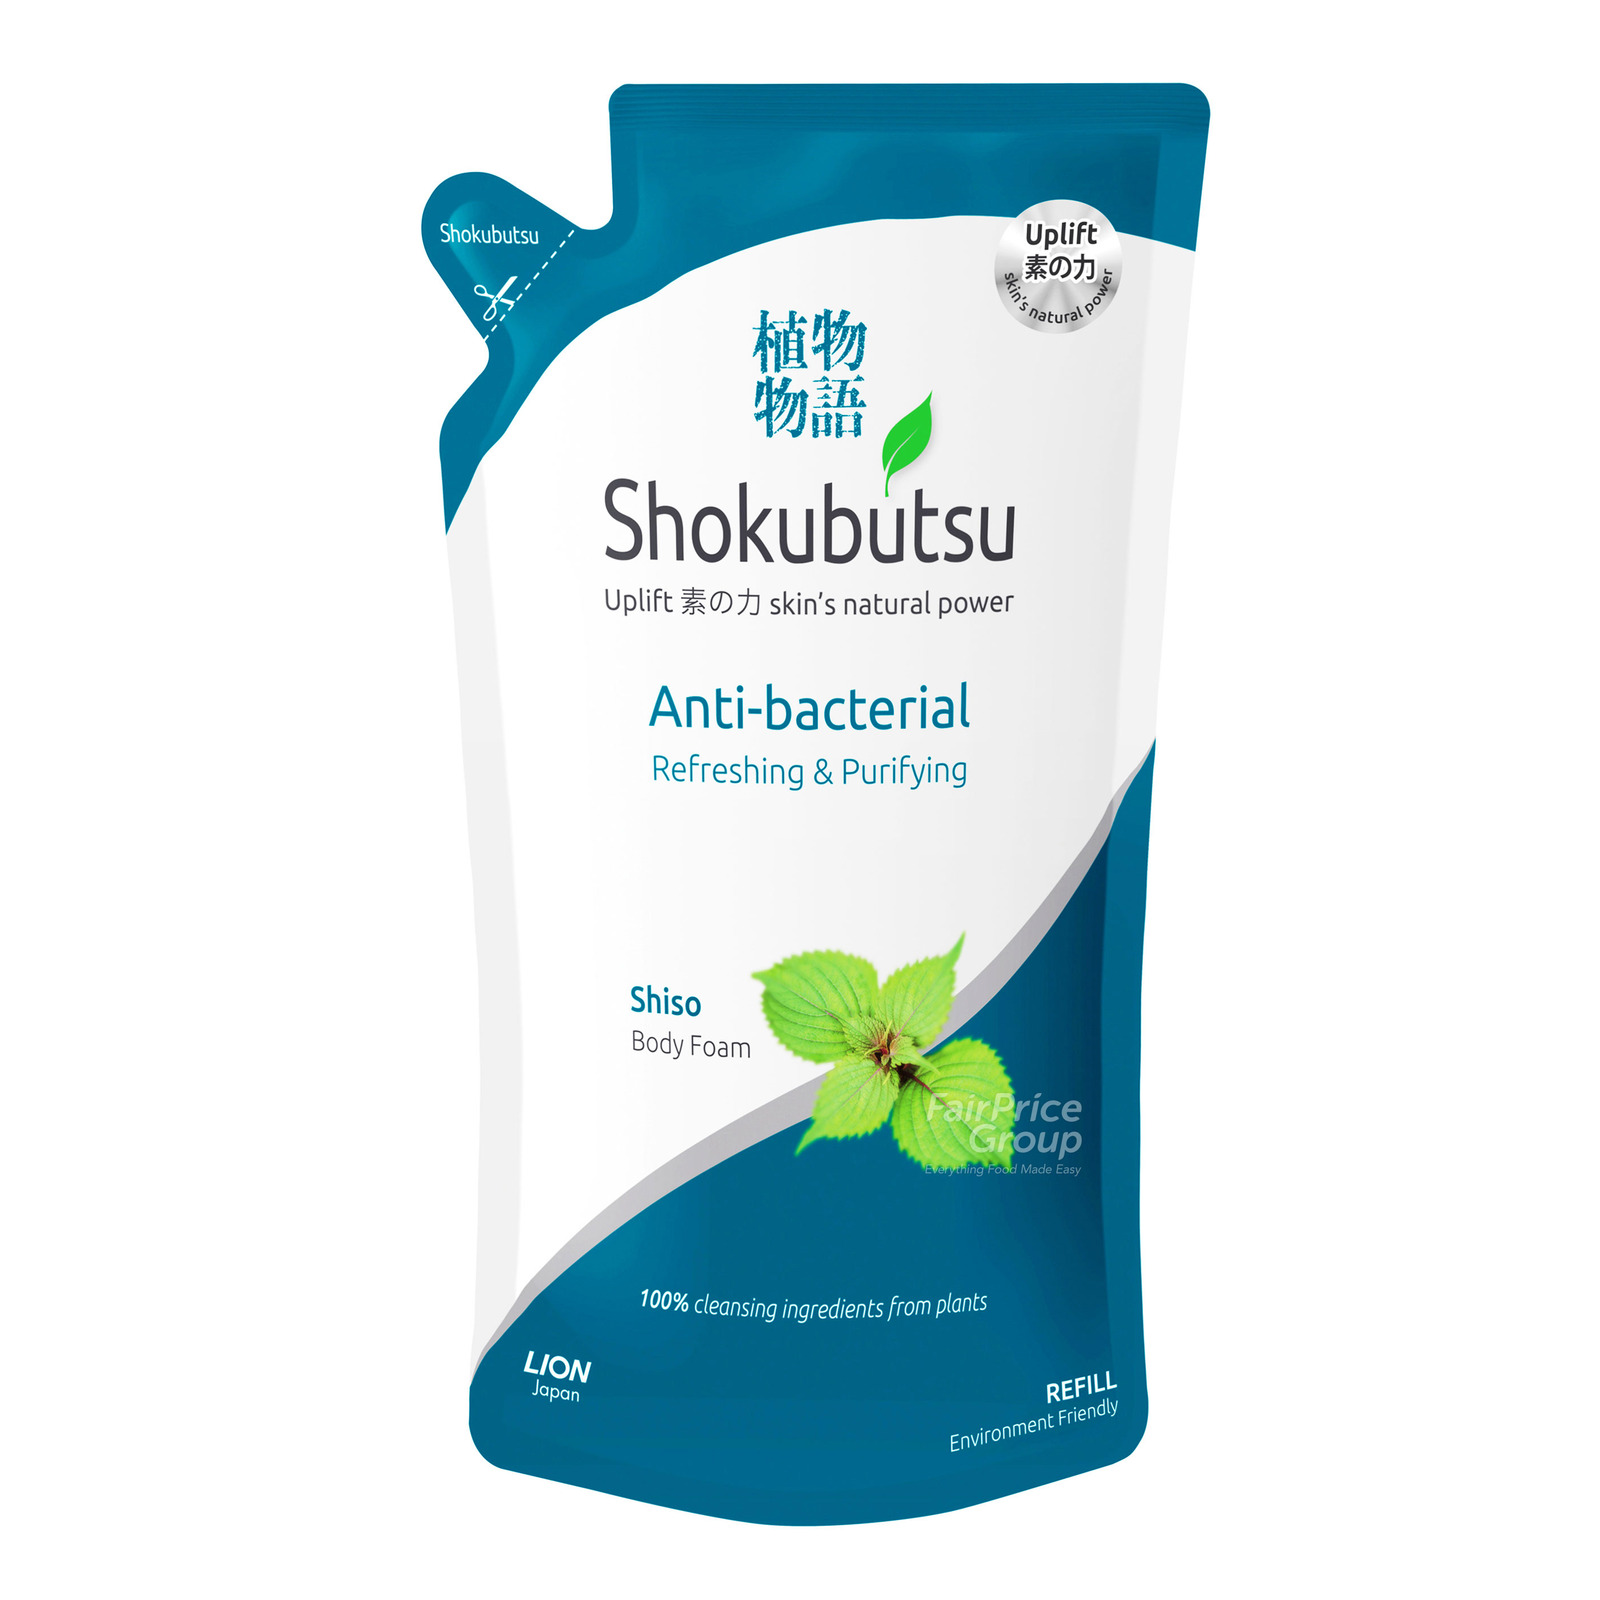 Shokubutsu
Uplift
素の力
skin's natural power
植物
物語
Shokubutsu
Uplift 素の力 skin's natural power
Anti-bacterial
Refreshing & Purifying
Shiso
Body Foam
FairPrice
Group
Everything Food Made Easy
100% cleansing ingredients from plants
LION
Japan
REFILL
Environment Friendly